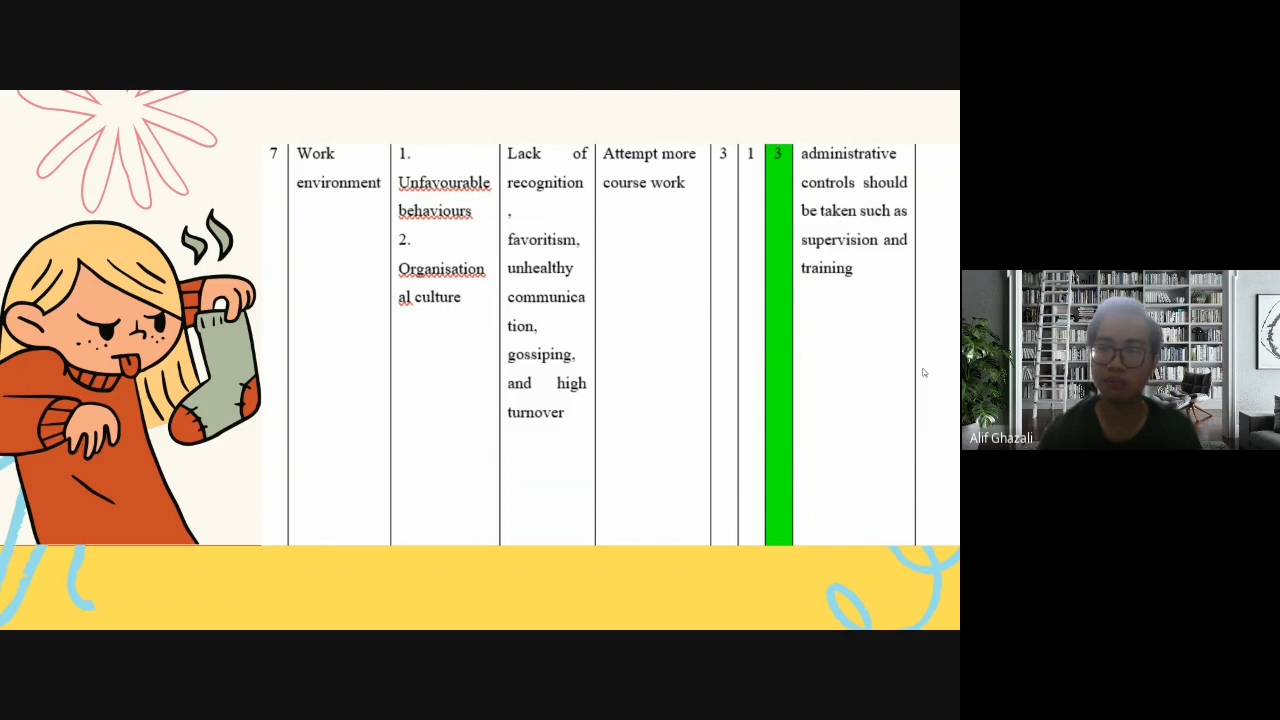 7
Work
environment
1.
Unfavourable
behaviours
2.
Organisation
al culture
Lack of
recognition
,
favoritism,
unhealthy
communica
tion,
gossiping,
and high
turnover
Attempt more
course work
3
1
3
administrative
controls should
be taken such as
supervision and
training
Alif Ghazali